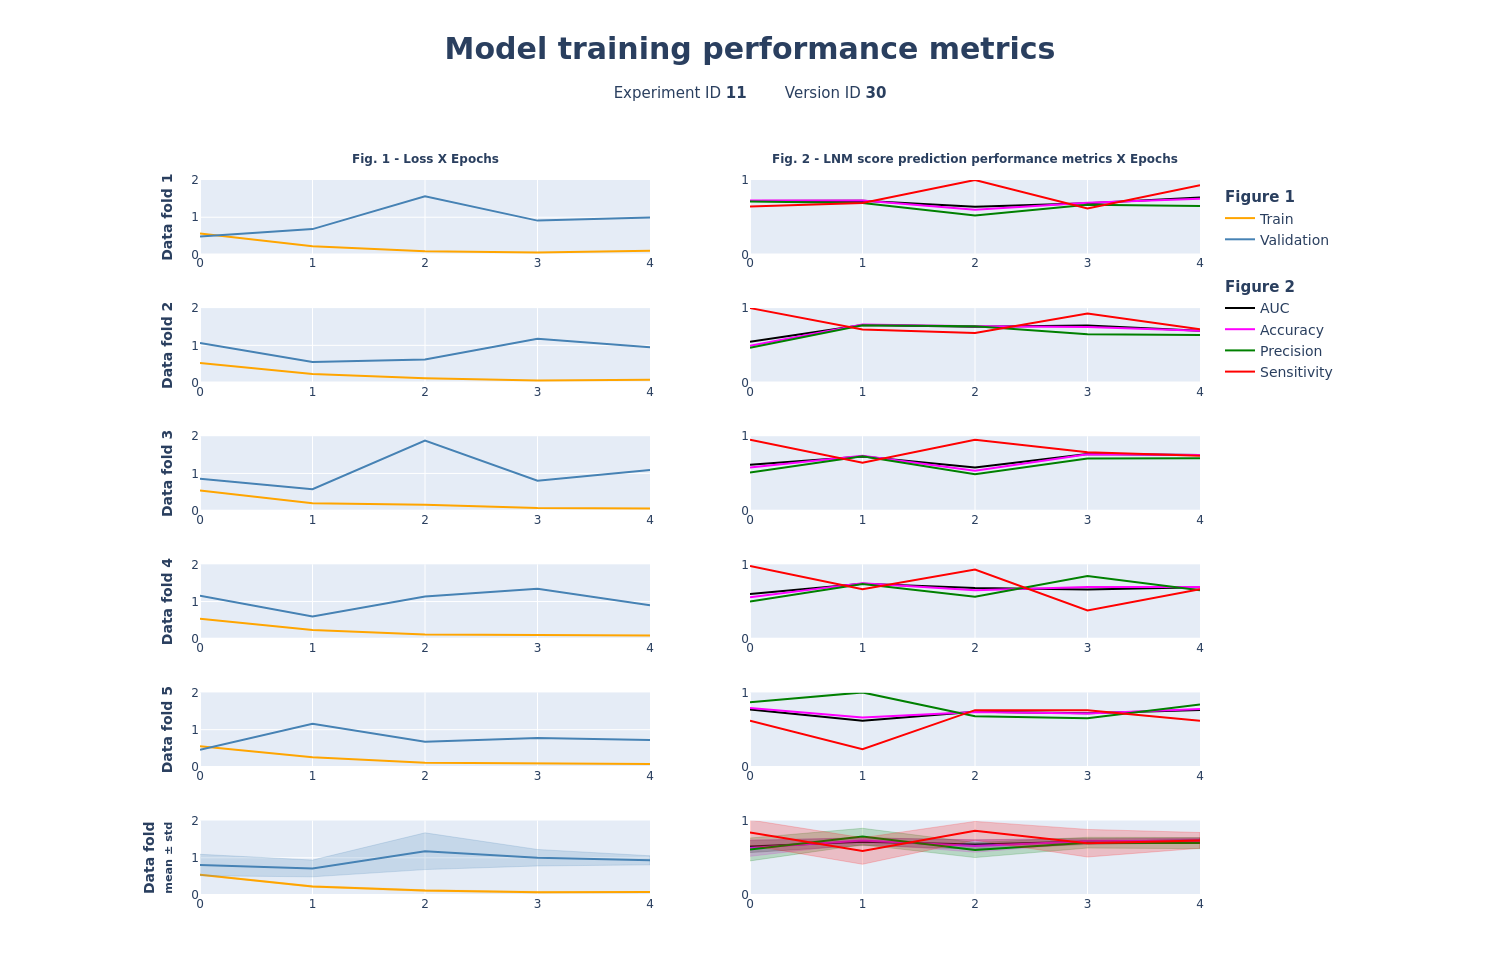 Model training performance metrics
Experiment ID 11 Version ID 30
Fig. 1 - Loss X Epochs
Fig. 2 - LNM score prediction performance metrics X Epochs
Data fold 1
2
1
0
0 1 2 3 4
1
0
0 1 2 3 4
Figure 1
Train
Validation
Figure 2
AUC
Accuracy
Precision
Sensitivity
Data fold 2
2
1
0
0 1 2 3 4
1
0
0 1 2 3 4
Data fold 3
2
1
0
0 1 2 3 4
1
0
0 1 2 3 4
Data fold 4
2
1
0
0 1 2 3 4
1
0
0 1 2 3 4
Data fold 5
2
1
0
0 1 2 3 4
1
0
0 1 2 3 4
Data fold
mean ± std
2
1
0
0 1 2 3 4
1
0
0 1 2 3 4